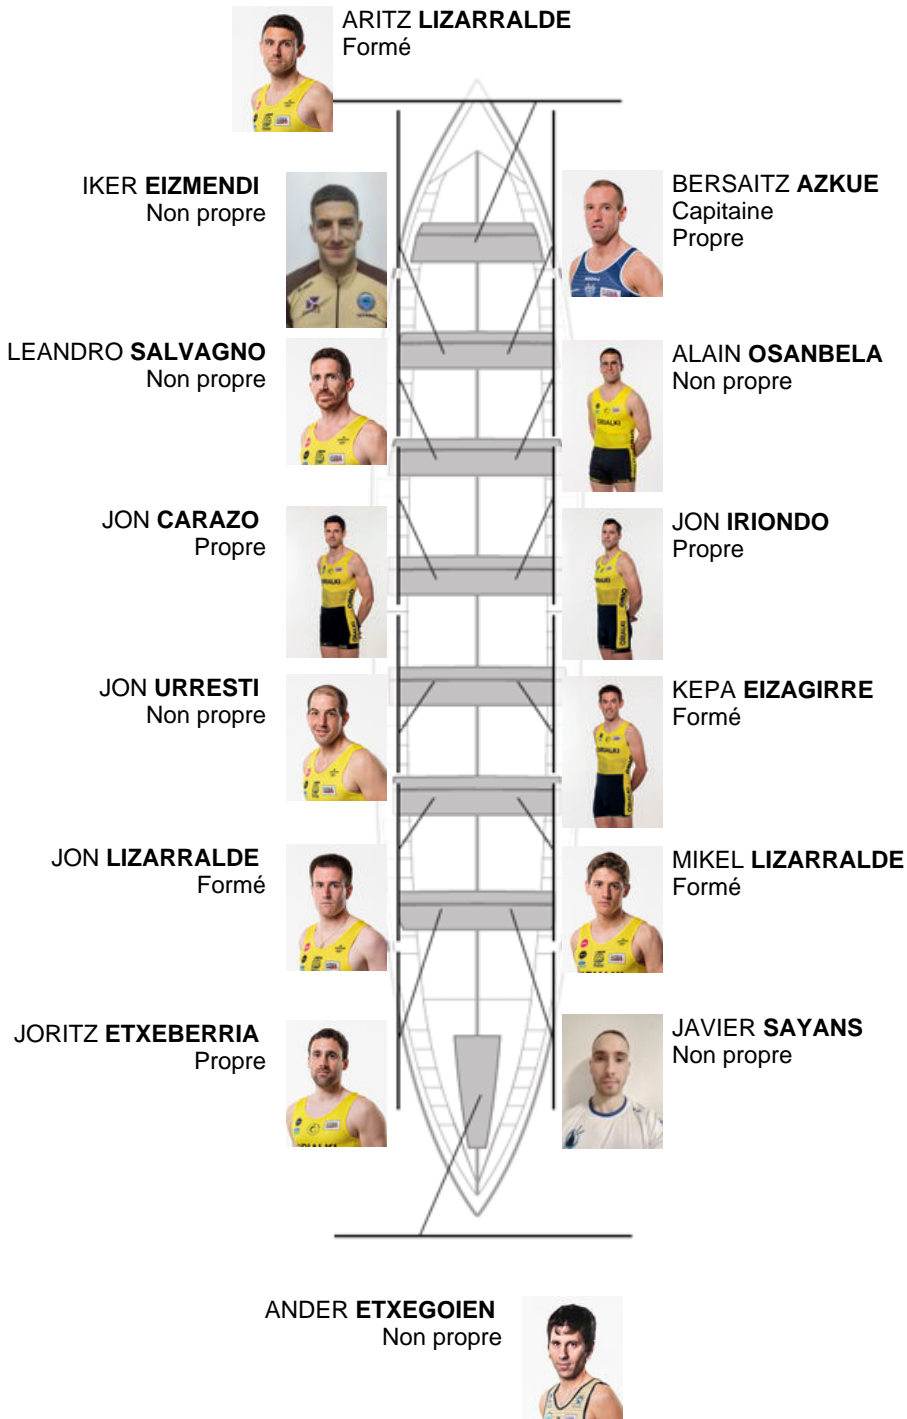 ARITZ LIZARRALDE
Formé
IKER EIZMENDI
Non propre
BERSAITZ AZKUE
Capitaine
Propre
LEANDRO SALVAGNO
Non propre
ALAIN OSANBELA
Non propre
JON CARAZO
Propre
JON IRIONDO
Propre
JON URRESTI
Non propre
KEPA EIZAGIRRE
Formé
JON LIZARRALDE
Formé
MIKEL LIZARRALDE
Formé
JORITZ ETXEBERRIA
Propre
JAVIER SAYANS
Non propre
ANDER ETXEGOIEN
Non propre